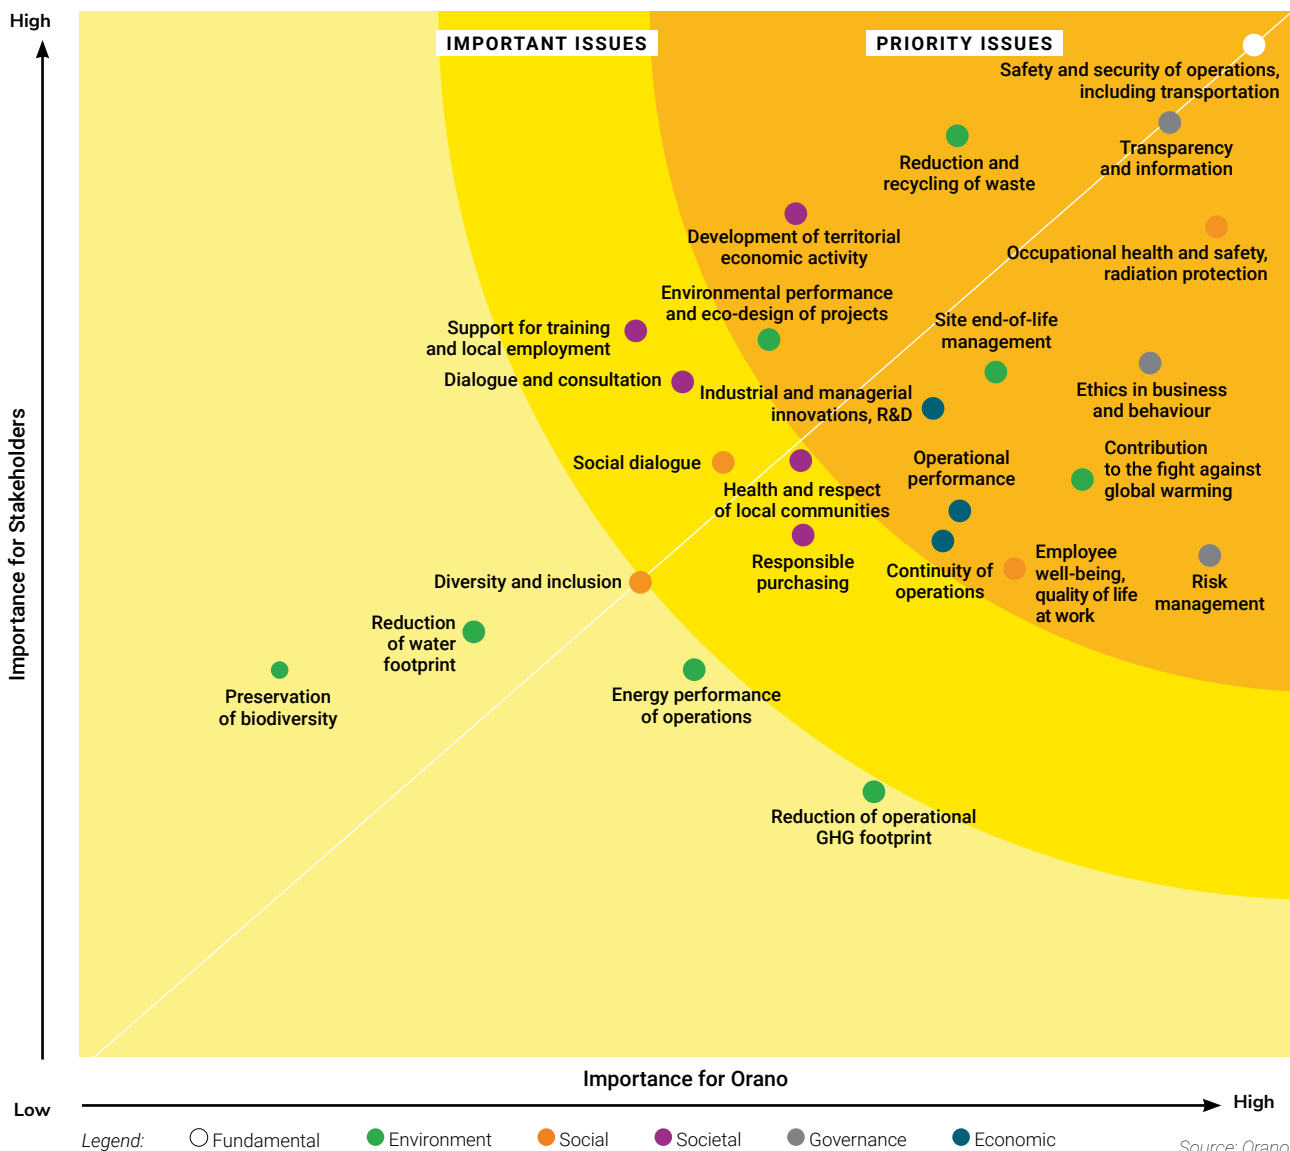 High
IMPORTANT ISSUES
PRIORITY ISSUES
Safety and security of operations,
including transportation
Transparency
and information
Reduction and
recycling of waste
Development of territorial
economic activity
Occupational health and safety,
radiation protection
Environmental performance
and eco-design of projects
Support for training
and local employment
Site end-of-life
management
Dialogue and consultation
Industrial and managerial
innovations, R&D
Ethics in business
and behaviour
Social dialogue
Operational
performance
Contribution
to the fight against
global warming
Health and respect
of local communities
Responsible
purchasing
Continuity of
operations
Employee
well-being,
quality of life
at work
Risk
management
Diversity and inclusion
Reduction
of water
footprint
Preservation
of biodiversity
Energy performance
of operations
Reduction of operational
GHG footprint
Importance for Stakeholders
Importance for Orano
Low
High
Legend:
Fundamental
Environment
Social
Societal
Governance
Economic
Source: Orano